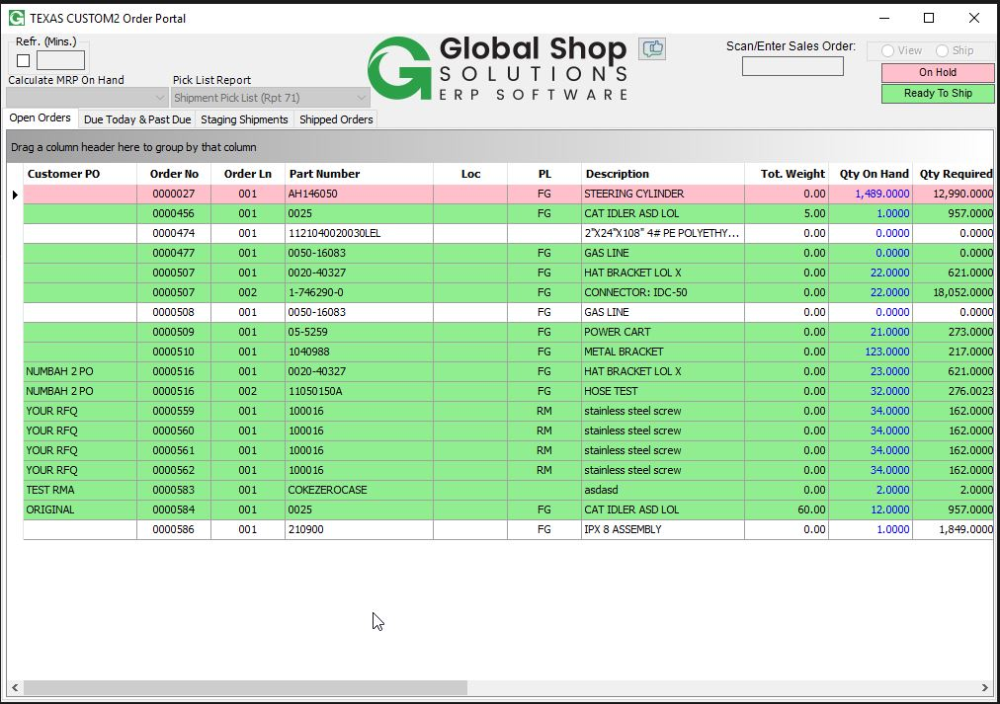 TEXAS CUSTOM2 Order Portal
Refr. (Mins.)
Global Shop
SOLUTIONS
ERP SOFTWARE
Scan/Enter Sales Order:
View Ship
On Hold
Ready To Ship
Calculate MRP On Hand Pick List Report
Shipment Pick List (Rpt 71)
Open Orders Due Today & Past Due Staging Shipments Shipped Orders
Drag a column header here to group by that column
Customer PO Order No Order Ln Part Number Loc PL Description Tot. Weight Qty On Hand Qty Required
0000027 001 AH146050 FG STEERING CYLINDER 0.00 1,489.0000 12,990.0000
0000456 001 0025 FG CAT IDLER ASD LOL 5.00 1.0000 957.0000
0000474 001 1121040020030LEL 2"X24"X108" 4# PE POLYETHY... 0.00 0.0000 0.0000
0000477 001 0050-16083 FG GAS LINE 0.00 0.0000 0.0000
0000507 001 0020-40327 FG HAT BRACKET LOL X 0.00 22.0000 621.0000
0000507 002 1-746290-0 FG CONNECTOR: IDC-50 0.00 22.0000 18,052.0000
0000508 001 0050-16083 FG GAS LINE 0.00 0.0000 0.0000
0000509 001 05-5259 FG POWER CART 0.00 21.0000 273.0000
0000510 001 1040988 FG METAL BRACKET 0.00 123.0000 217.0000
NUMBAH 2 PO 0000516 001 0020-40327 FG HAT BRACKET LOL X 0.00 23.0000 621.0000
NUMBAH 2 PO 0000516 002 11050150A FG HOSE TEST 0.00 32.0000 276.0023
YOUR RFQ 0000559 001 100016 RM stainless steel screw 0.00 34.0000 162.0000
YOUR RFQ 0000560 001 100016 RM stainless steel screw 0.00 34.0000 162.0000
YOUR RFQ 0000561 001 100016 RM stainless steel screw 0.00 34.0000 162.0000
YOUR RFQ 0000562 001 100016 RM stainless steel screw 0.00 34.0000 162.0000
TEST RMA 0000583 001 COKEZEROCASE asdasd 0.00 2.0000 2.0000
ORIGINAL 0000584 001 0025 FG CAT IDLER ASD LOL 60.00 12.0000 957.0000
0000586 001 210900 FG IPX 8 ASSEMBLY 0.00 1.0000 1,849.0000